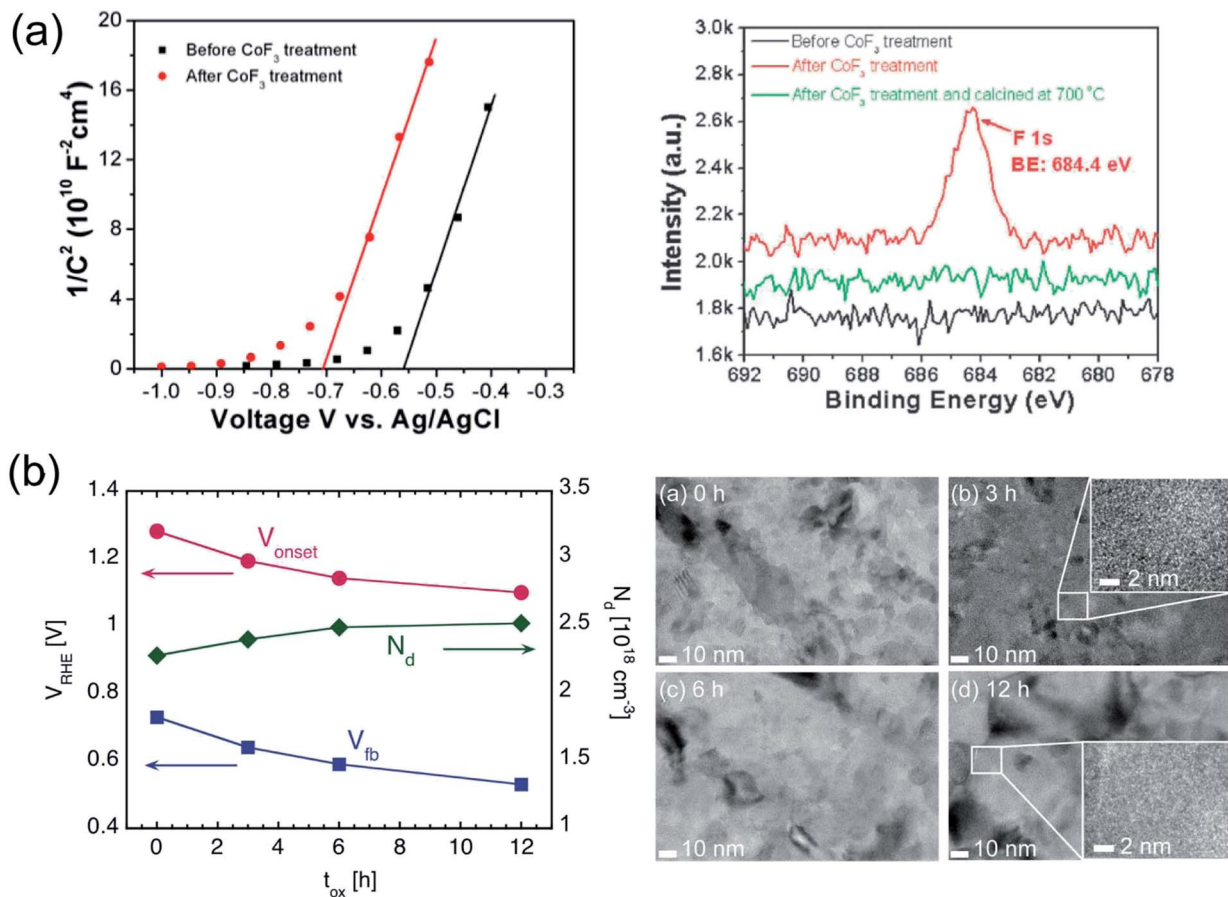 (a)
20
16
12
8
4
0
1/C² (10¹⁰ F⁻²cm⁴)
Before CoF₃ treatment
After CoF₃ treatment
-1.0 -0.9 -0.8 -0.7 -0.6 -0.5 -0.4 -0.3
Voltage V vs. Ag/AgCl
3.0k
2.6k
2.2k
2.0k
1.8k
1.6k
Intensity (a.u.)
Before CoF₃ treatment
After CoF₃ treatment
After CoF₃ treatment and calcined at 700 °C
F 1s
BE: 684.4 eV
692 690 688 686 684 682 680 678
Binding Energy (eV)
(b)
1.4
1.2
1
0.8
0.6
0.4
V_RHE [V]
V_onset
N_d
V_fb
3.5
3
2.5
2
1.5
1
N_d [10¹⁸ cm⁻³]
0 2 4 6 8 10 12
t_ox [h]
(a) 0 h
10 nm
(b) 3 h
2 nm
10 nm
(c) 6 h
10 nm
(d) 12 h
10 nm
2 nm